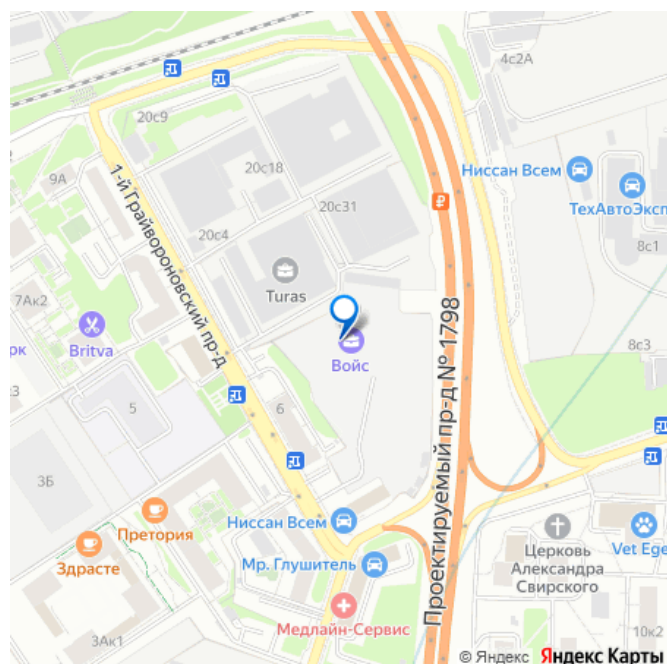 4с2А
20с9
20с18
9А
1-й Грайвороновский пр-д
Ниссан Всем
ТехАвтоЭксп
20с31
20с4
8с1
Turas
7Ак2
Britva
рк
Проектируемый пр-д № 1798
Войс
8с3
5
6
3Б
Претория
Ниссан Всем
Здрасте
Мр. Глушитель
Церковь
Александра
Свирского
Vet Ege
Медлайн-Сервис
10к2
3Ак1
© Яндекс Яндекс Карты